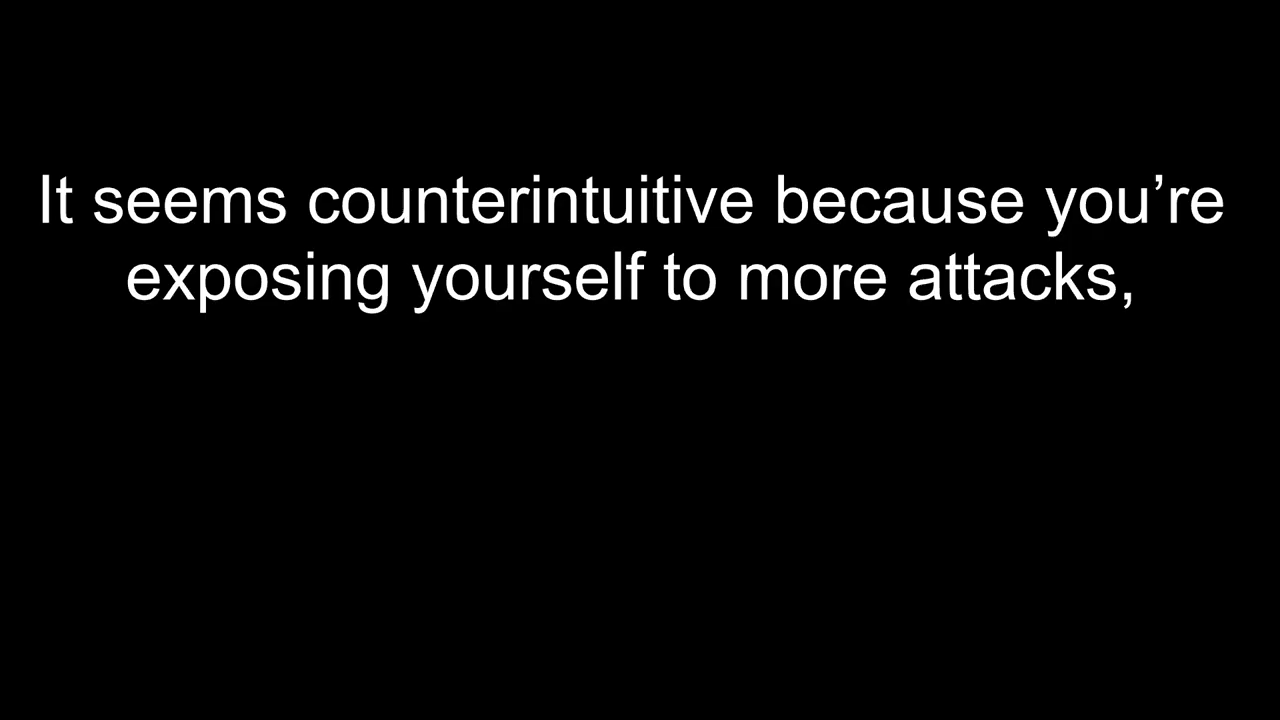 It seems counterintuitive because you’re
exposing yourself to more attacks,